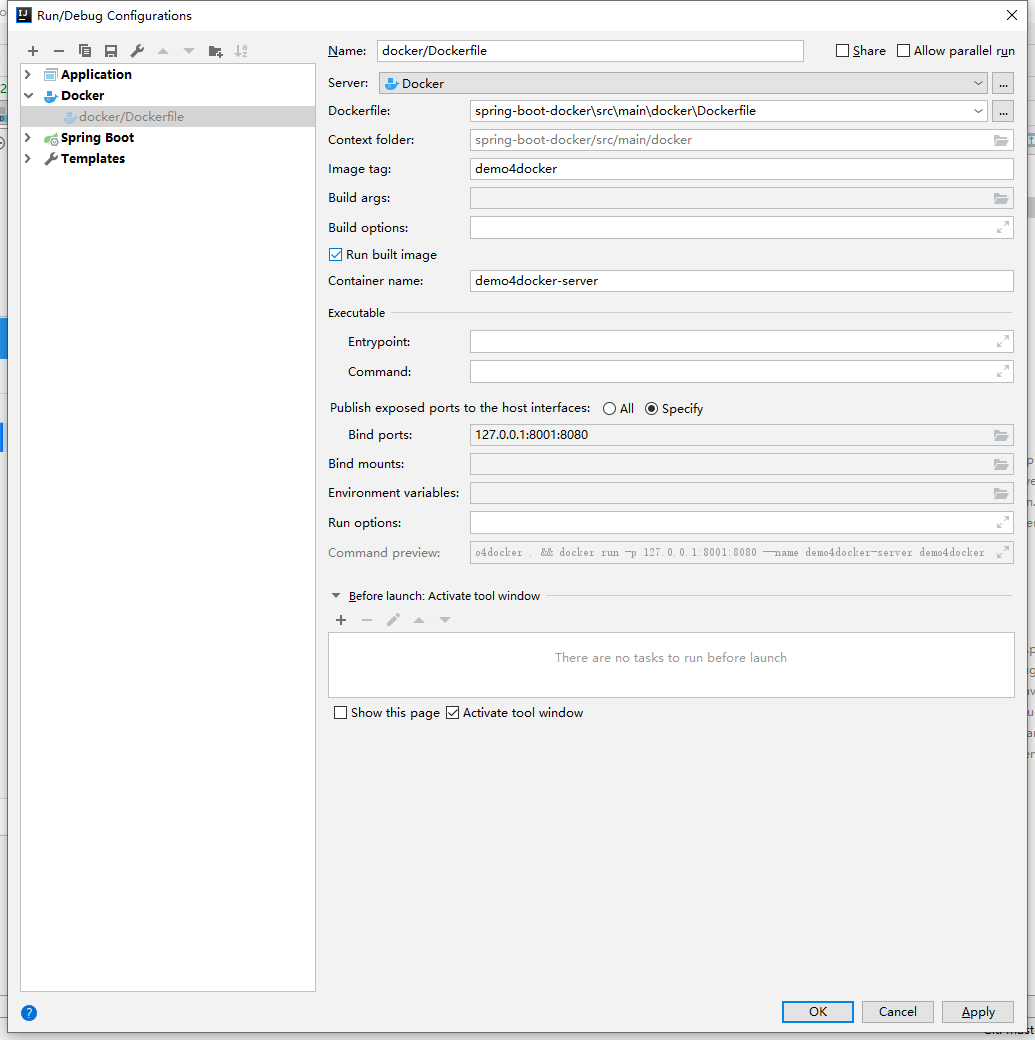 Run/Debug Configurations
Application
Docker
docker/Dockerfile
Spring Boot
Templates
Name: docker/Dockerfile Share Allow parallel run
Server: Docker ...
Dockerfile: spring-boot-docker\src\main\docker\Dockerfile ...
Context folder: spring-boot-docker/src/main/docker
Image tag: demo4docker
Build args:
Build options:
Run built image
Container name: demo4docker-server
Executable
Entrypoint:
Command:
Publish exposed ports to the host interfaces: All Specify
Bind ports: 127.0.0.1:8001:8080
Bind mounts:
Environment variables:
Run options:
Command preview: o4docker . && docker run -p 127.0.0.1:8001:8080 --name demo4docker-server demo4docker
Before launch: Activate tool window
There are no tasks to run before launch
Show this page Activate tool window
? OK Cancel Apply